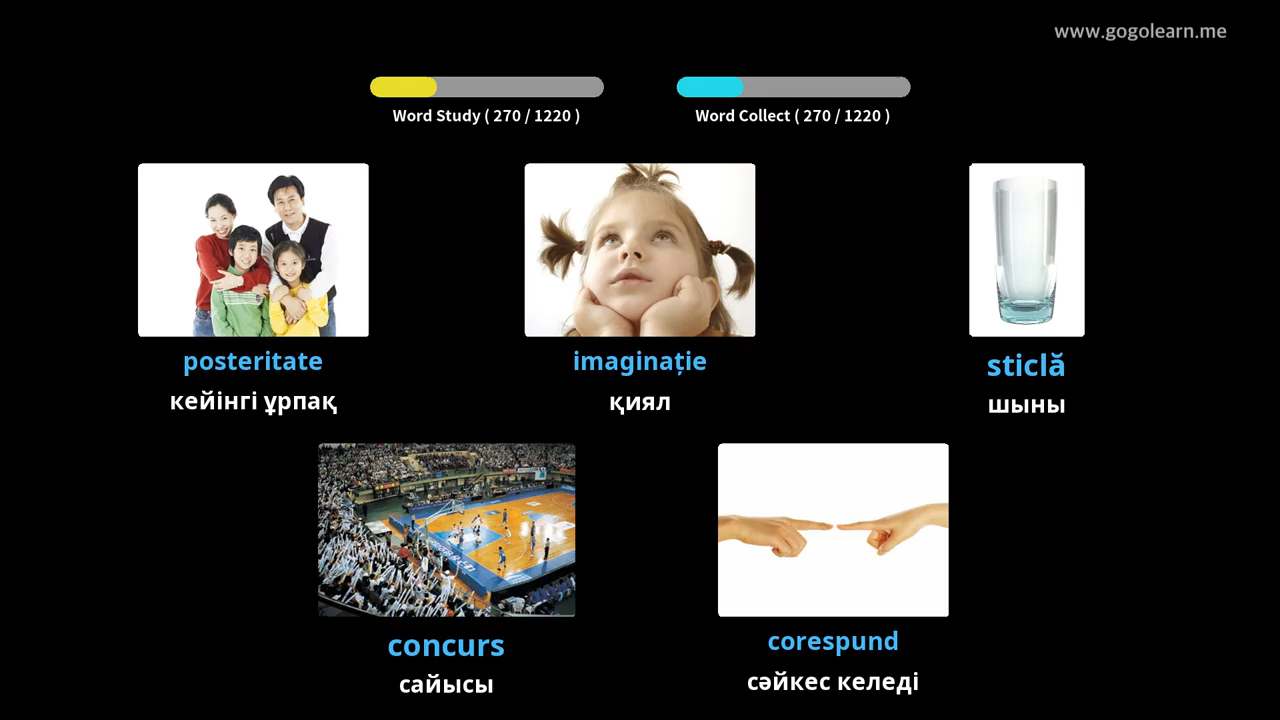 www.gogolearn.me
Word Study ( 270 / 1220 )
Word Collect ( 270 / 1220 )
posteritate
кейінгі ұрпақ
imaginație
қиял
sticlă
шыны
concurs
сайысы
corespund
сәйкес келеді